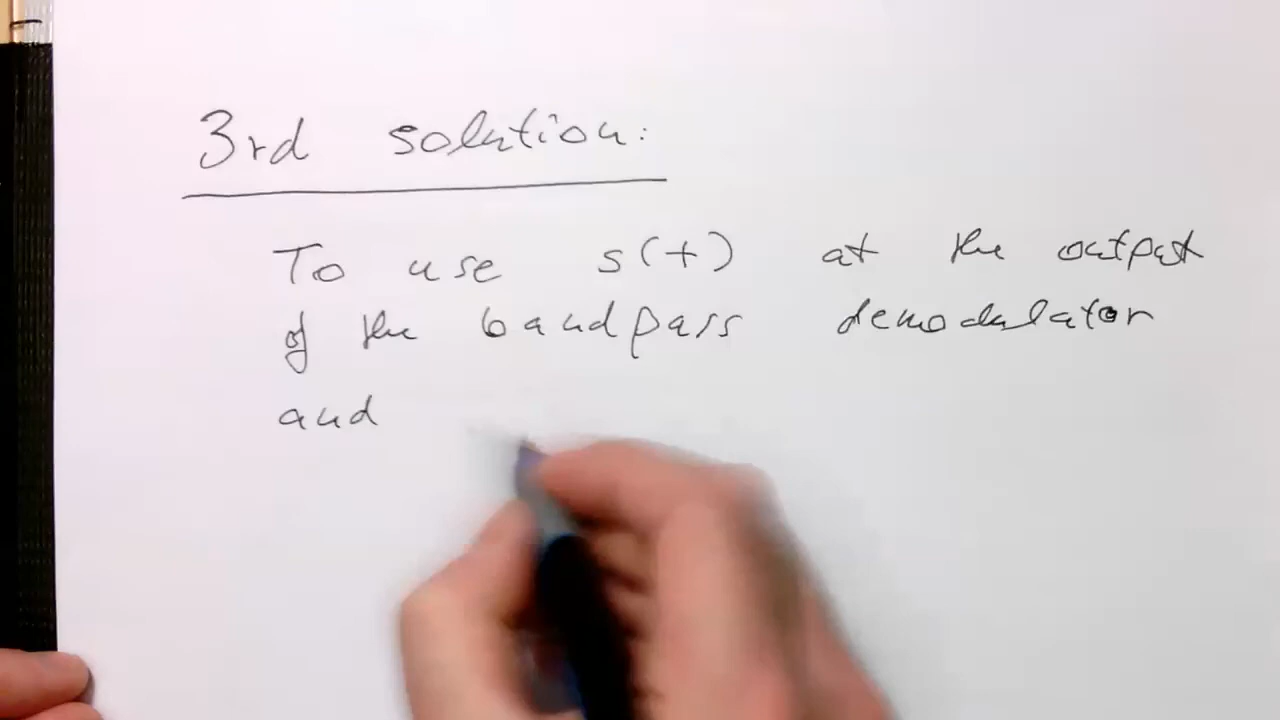 3rd solution:
To use s(t) at the output
of the bandpass demodulator
and